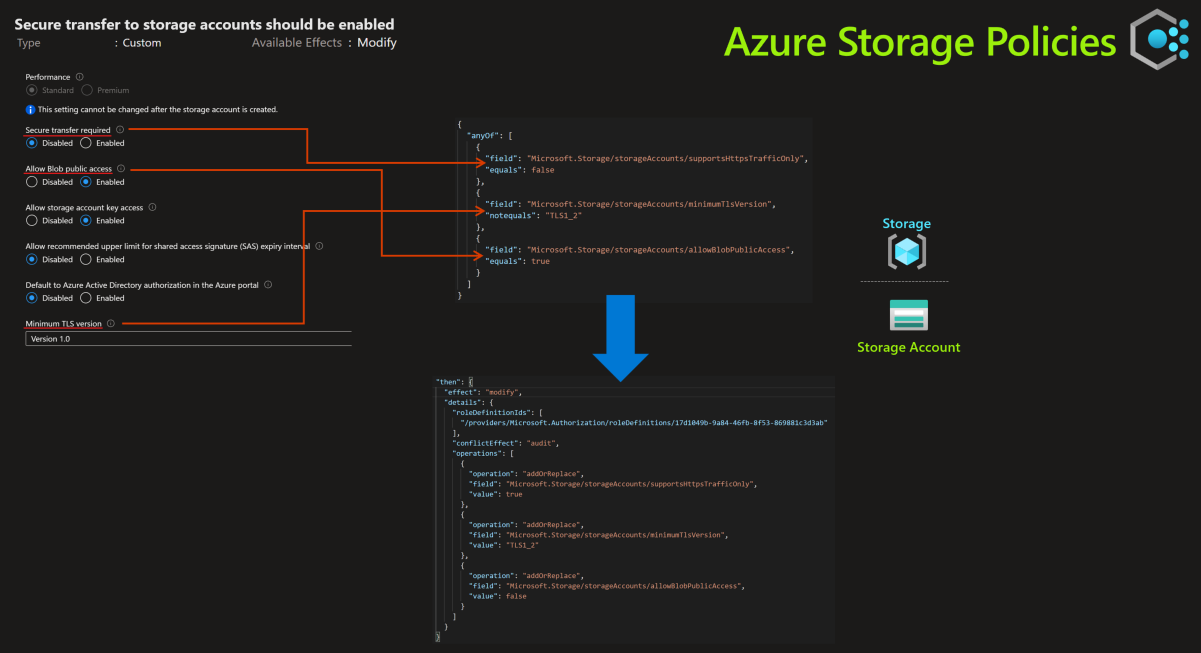 Secure transfer to storage accounts should be enabled
Type : Custom Available Effects : Modify
Azure Storage Policies
Performance
Standard Premium
This setting cannot be changed after the storage account is created.
Secure transfer required
Disabled Enabled
Allow Blob public access
Disabled Enabled
Allow storage account key access
Disabled Enabled
Allow recommended upper limit for shared access signature (SAS) expiry interval
Disabled Enabled
Default to Azure Active Directory authorization in the Azure portal
Disabled Enabled
Minimum TLS version
Version 1.0
{
"anyOf": [
{
"field": "Microsoft.Storage/storageAccounts/supportsHttpsTrafficOnly",
"equals": false
},
{
"field": "Microsoft.Storage/storageAccounts/minimumTlsVersion",
"notequals": "TLS1_2"
},
{
"field": "Microsoft.Storage/storageAccounts/allowBlobPublicAccess",
"equals": true
}
]
}
Storage
Storage Account
"then": {
"effect": "modify",
"details": {
"roleDefinitionIds": [
"/providers/Microsoft.Authorization/roleDefinitions/17d1049b-9a84-46fb-8f53-869881c3d3ab"
],
"conflictEffect": "audit",
"operations": [
{
"operation": "addOrReplace",
"field": "Microsoft.Storage/storageAccounts/supportsHttpsTrafficOnly",
"value": true
},
{
"operation": "addOrReplace",
"field": "Microsoft.Storage/storageAccounts/minimumTlsVersion",
"value": "TLS1_2"
},
{
"operation": "addOrReplace",
"field": "Microsoft.Storage/storageAccounts/allowBlobPublicAccess",
"value": false
}
]
}
}